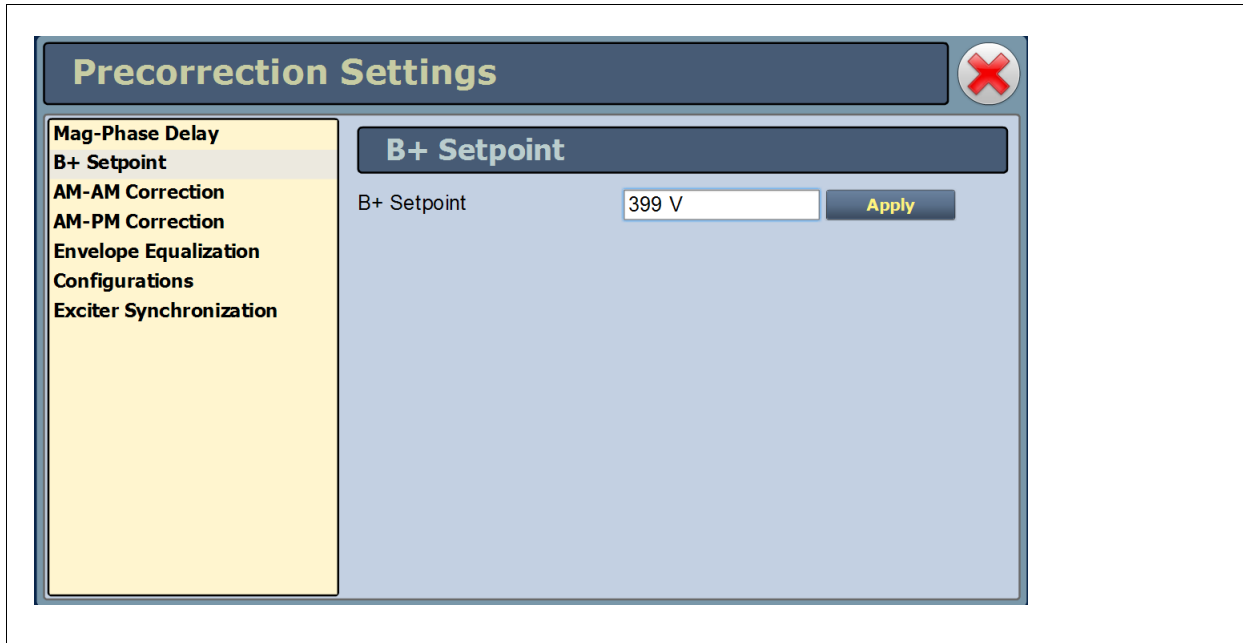 Precorrection Settings
Mag-Phase Delay
B+ Setpoint
AM-AM Correction
AM-PM Correction
Envelope Equalization
Configurations
Exciter Synchronization
B+ Setpoint
B+ Setpoint 399 V Apply